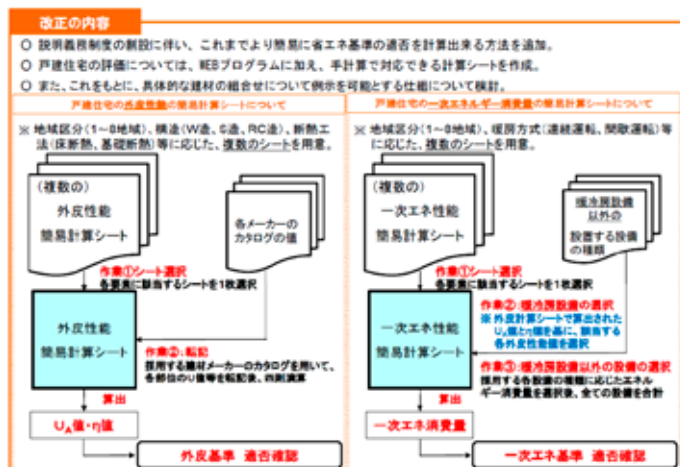 改正の内容
○ 説明義務制度の創設に伴い、これまでより簡易に省エネ基準の適否を計算出来る方法を追加。
○ 戸建住宅の評価については、WEBプログラムに加え、手計算で対応できる計算シートを作成。
○ また、これをもとに、具体的な建材の組合せについて例示を可能とする仕組について検討。
戸建住宅の外皮性能の簡易計算シートについて
※ 地域区分(1～8地域)、構造(W造、S造、RC造)、断熱工
法(床断熱、基礎断熱)等に応じた、複数のシートを用意。
(複数の)
外皮性能
簡易計算シート
各メーカーの
カタログの値
作業①シート選択
各要素に該当するシートを1枚選択
外皮性能
簡易計算シート
作業②:転記
採用する建材メーカーのカタログを用いて、
各部位のU値等を転記後、四則演算
算出
UA値・η値
外皮基準 適否確認
戸建住宅の一次エネルギー消費量の簡易計算シートについて
※ 地域区分(1～8地域)、暖房方式(連続運転、間歇運転)等
に応じた、複数のシートを用意。
(複数の)
一次エネ性能
簡易計算シート
暖冷房設備
以外の
設置する設備
の種類
作業①シート選択
各要素に該当するシートを1枚選択
一次エネ性能
簡易計算シート
作業②:暖冷房設備の選択
※ 外皮計算シートで算出された
UA値とη値を基に、該当する
各外皮性能値を選択
作業③:暖冷房設備以外の設備の選択
採用する各設備の種類に応じたエネル
ギー消費量を選択後、全ての設備を合計
算出
一次エネ消費量
一次エネ基準 適否確認